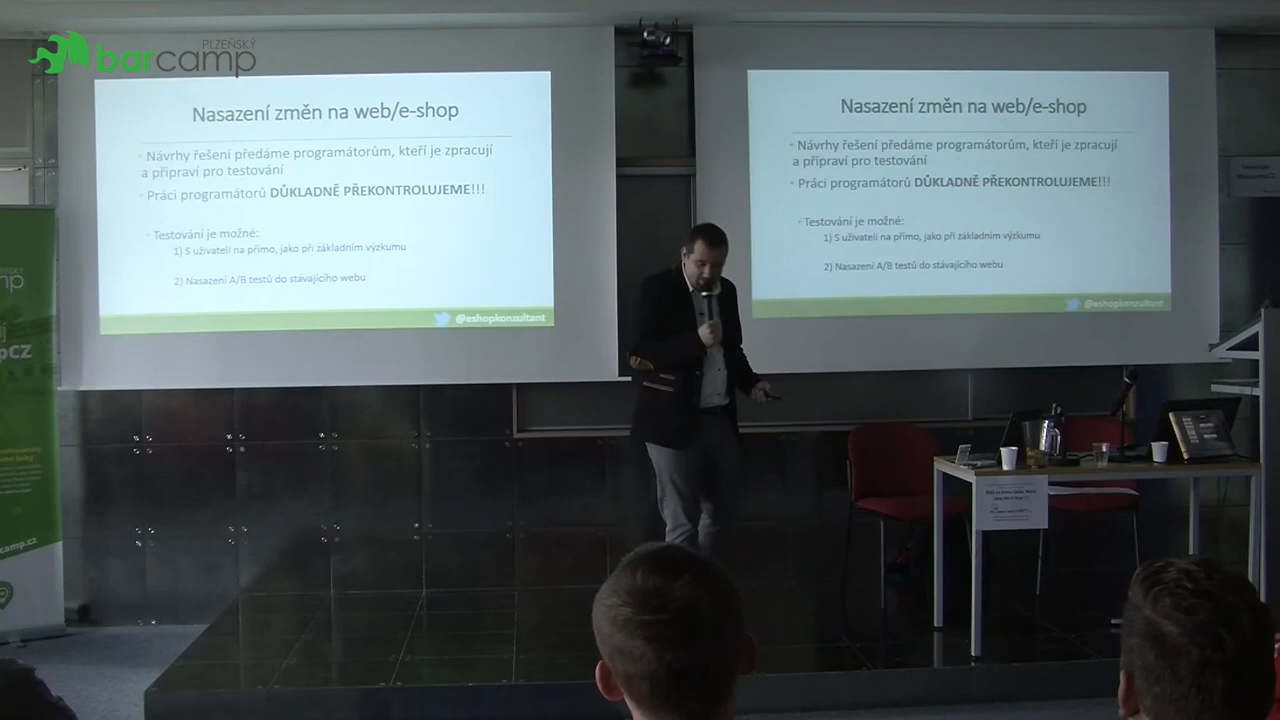 PLZEŇSKÝ
barcamp
Nasazení změn na web/e-shop
Návrhy řešení předáme programátorům, kteří je zpracují
a připraví pro testování
Práci programátorů DŮKLADNĚ PŘEKONTROLUJEME!!!
Testování je možné:
1) S uživateli na přímo, jako při základním výzkumu
2) Nasazení A/B testů do stávajícího webu
@eshopkonzultant
Nasazení změn na web/e-shop
Návrhy řešení předáme programátorům, kteří je zpracují
a připraví pro testování
Práci programátorů DŮKLADNĚ PŘEKONTROLUJEME!!!
Testování je možné:
1) S uživateli na přímo, jako při základním výzkumu
2) Nasazení A/B testů do stávajícího webu
@eshopkonzultant